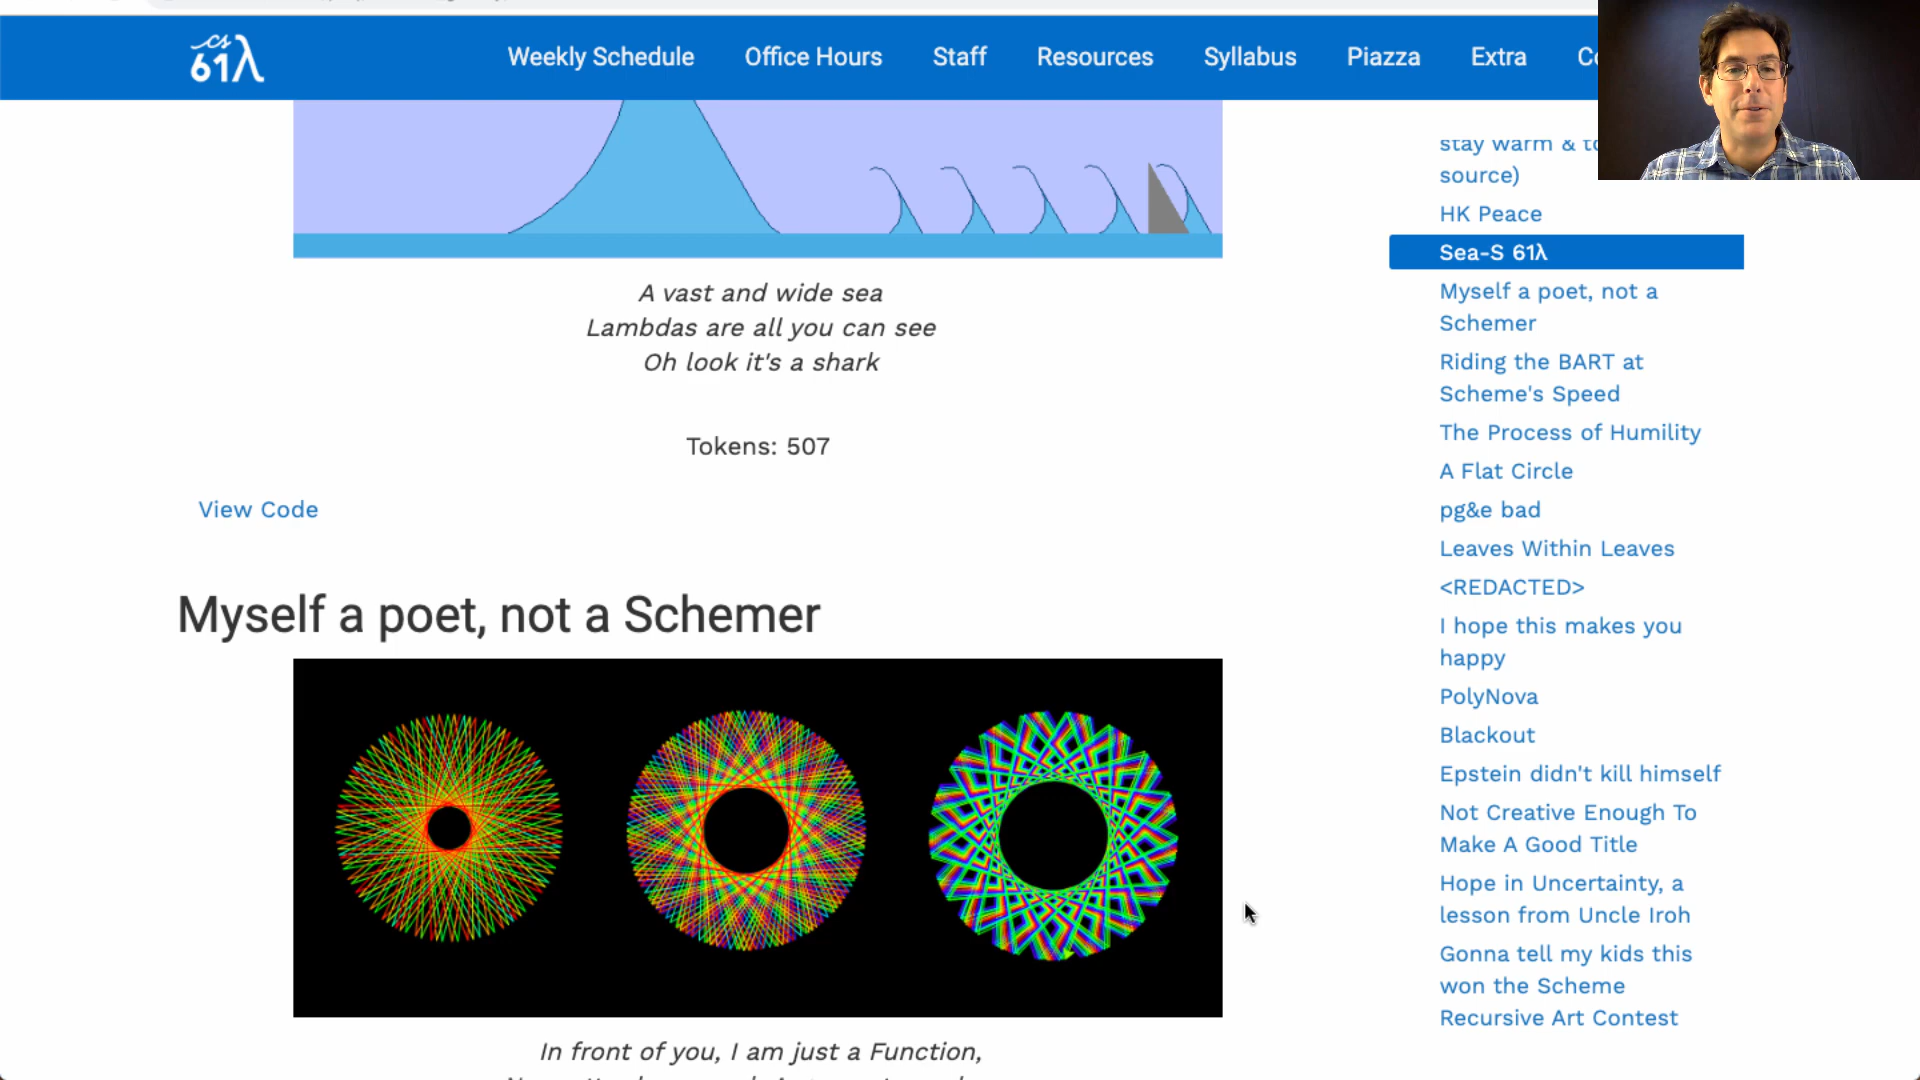 cs
61λ
Weekly Schedule
Office Hours
Staff
Resources
Syllabus
Piazza
Extra
A vast and wide sea
Lambdas are all you can see
Oh look it's a shark
Tokens: 507
View Code
Myself a poet, not a Schemer
In front of you, I am just a Function,
stay warm &
source)
HK Peace
Sea-S 61λ
Myself a poet, not a
Schemer
Riding the BART at
Scheme's Speed
The Process of Humility
A Flat Circle
pg&e bad
Leaves Within Leaves
<REDACTED>
I hope this makes you
happy
PolyNova
Blackout
Epstein didn't kill himself
Not Creative Enough To
Make A Good Title
Hope in Uncertainty, a
lesson from Uncle Iroh
Gonna tell my kids this
won the Scheme
Recursive Art Contest